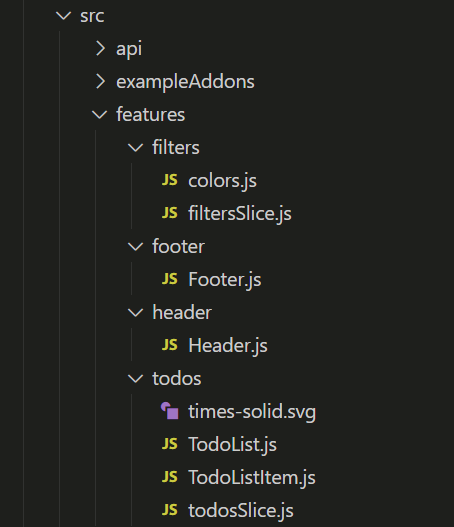 src
api
exampleAddons
features
filters
JS colors.js
JS filtersSlice.js
footer
JS Footer.js
header
JS Header.js
todos
times-solid.svg
JS TodoList.js
JS TodoListItem.js
JS todosSlice.js